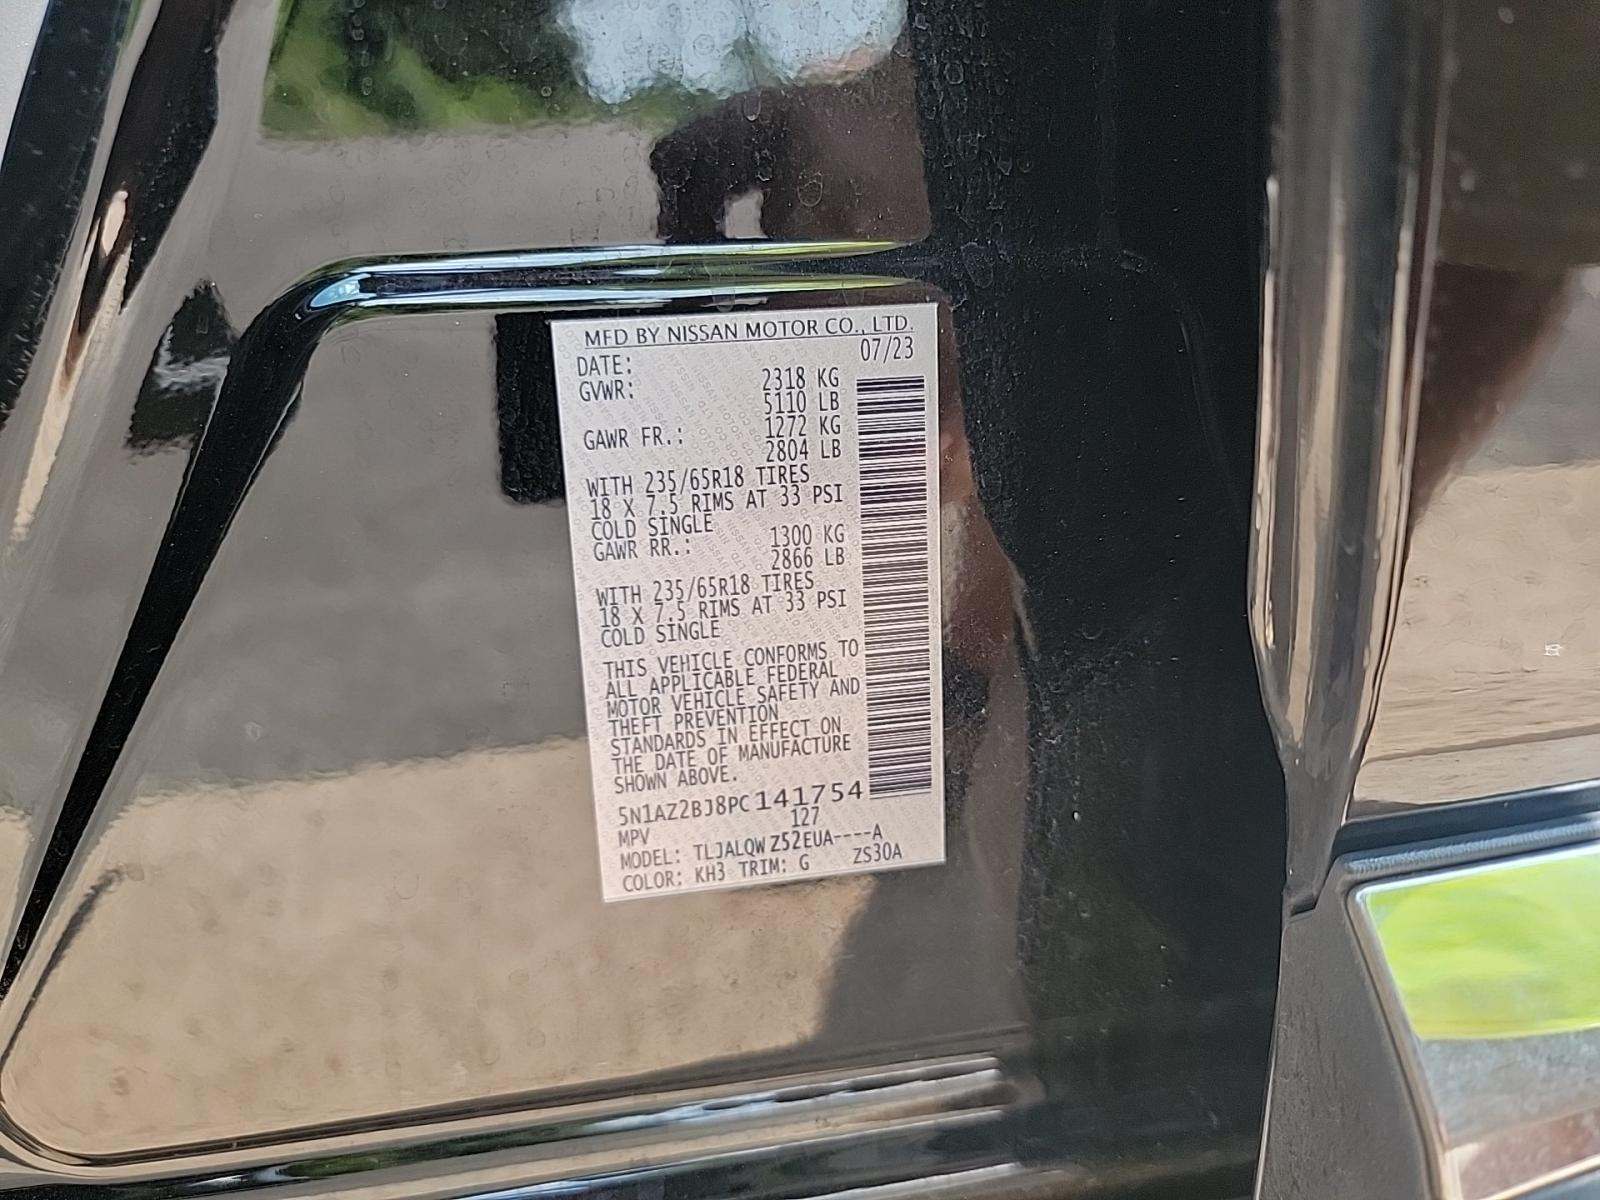 MFD BY NISSAN MOTOR CO., LTD.
DATE: 07/23
GVWR: 2318 KG
5110 LB
GAWR FR.: 1272 KG
2804 LB
WITH 235/65R18 TIRES
18 X 7.5 RIMS AT 33 PSI
COLD SINGLE
GAWR RR.: 1300 KG
2866 LB
WITH 235/65R18 TIRES
18 X 7.5 RIMS AT 33 PSI
COLD SINGLE
THIS VEHICLE CONFORMS TO
ALL APPLICABLE FEDERAL
MOTOR VEHICLE SAFETY AND
THEFT PREVENTION
STANDARDS IN EFFECT ON
THE DATE OF MANUFACTURE
SHOWN ABOVE.
5N1AZ2BJ8PC141754
MPV 127
MODEL: TLJALQW Z52EUA----A
COLOR: KH3 TRIM: G ZS30A